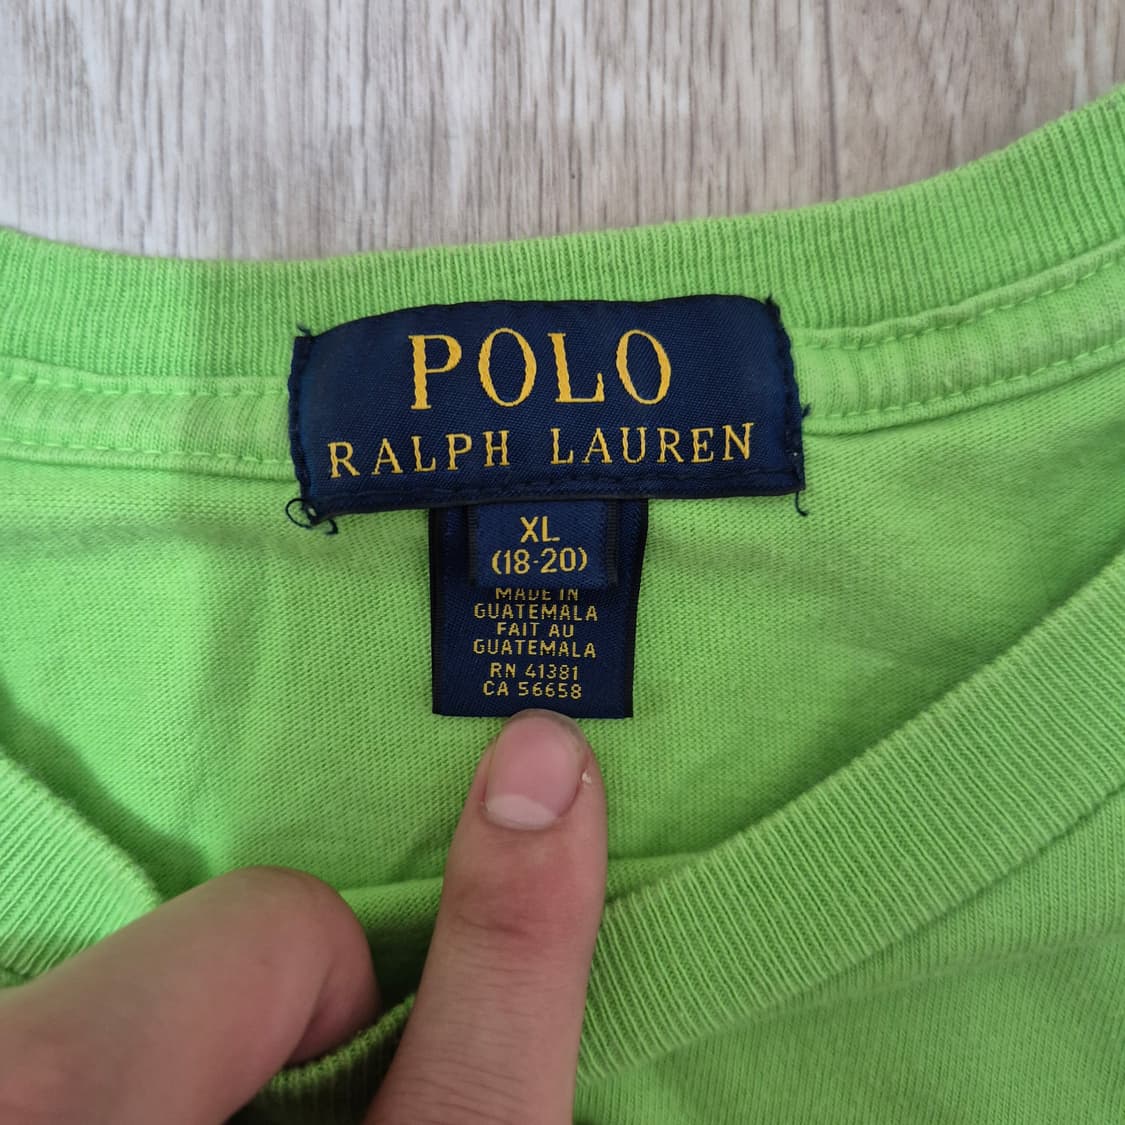 POLO
RALPH LAUREN
XL
(18-20)
MADE IN
GUATEMALA
FAIT AU
GUATEMALA
RN 41381
CA 56658